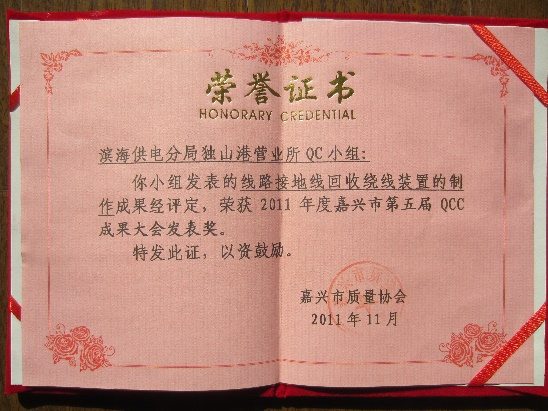 荣誉证书
HONORARY CREDENTIAL
滨海供电分局独山港营业所 QC 小组:
你小组发表的线路接地线回收绕线装置的制
作成果经评定，荣获 2011 年度嘉兴市第五届 QCC
成果大会发表奖。
特发此证，以资鼓励。
嘉兴市质量协会
2011 年 11 月